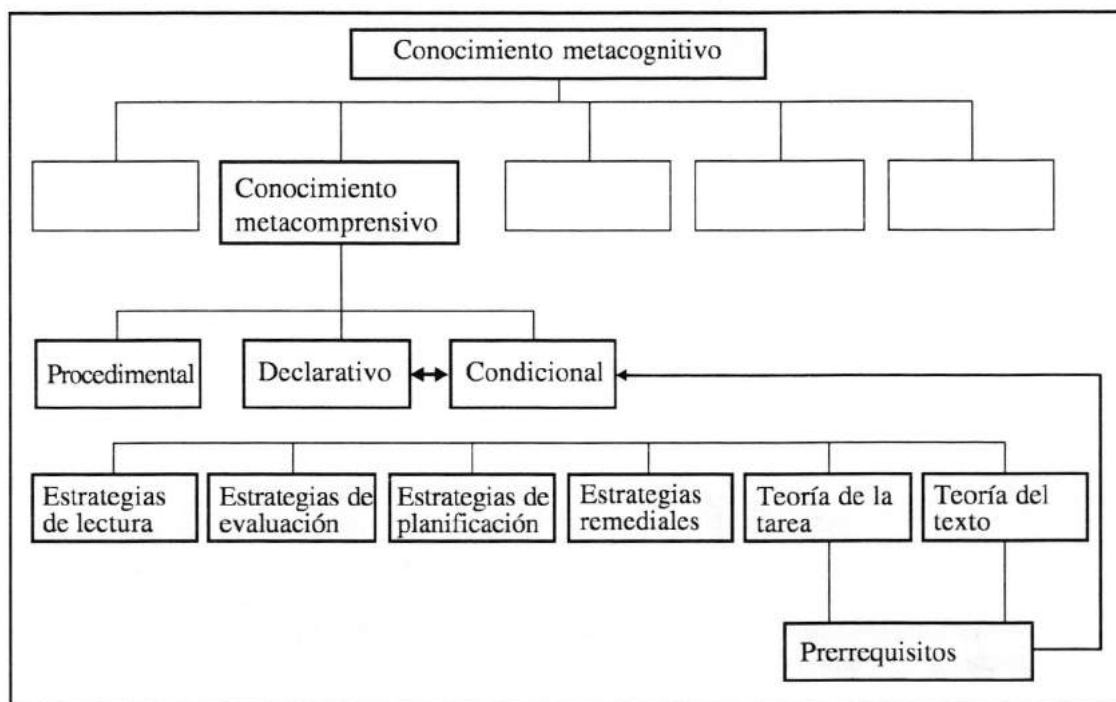 Conocimiento metacognitivo
Conocimiento
metacomprensivo
Procedimental
Declarativo
Condicional
Estrategias
de lectura
Estrategias de
evaluación
Estrategias de
planificación
Estrategias
remediales
Teoría de la
tarea
Teoría del
texto
Prerrequisitos